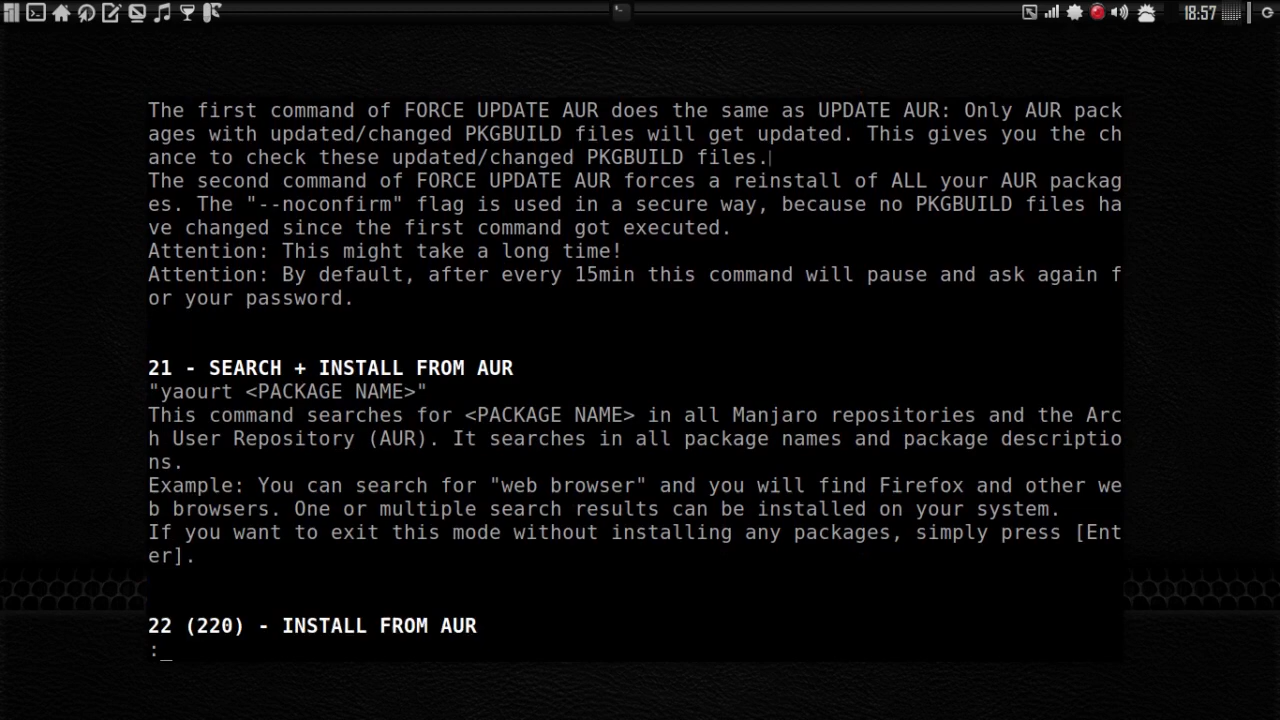 18:57
The first command of FORCE UPDATE AUR does the same as UPDATE AUR: Only AUR pack
ages with updated/changed PKGBUILD files will get updated. This gives you the ch
ance to check these updated/changed PKGBUILD files.
The second command of FORCE UPDATE AUR forces a reinstall of ALL your AUR packag
es. The "--noconfirm" flag is used in a secure way, because no PKGBUILD files ha
ve changed since the first command got executed.
Attention: This might take a long time!
Attention: By default, after every 15min this command will pause and ask again f
or your password.
21 - SEARCH + INSTALL FROM AUR
"yaourt <PACKAGE NAME>"
This command searches for <PACKAGE NAME> in all Manjaro repositories and the Arc
h User Repository (AUR). It searches in all package names and package descriptio
ns.
Example: You can search for "web browser" and you will find Firefox and other we
b browsers. One or multiple search results can be installed on your system.
If you want to exit this mode without installing any packages, simply press [Ent
er].
22 (220) - INSTALL FROM AUR
:_